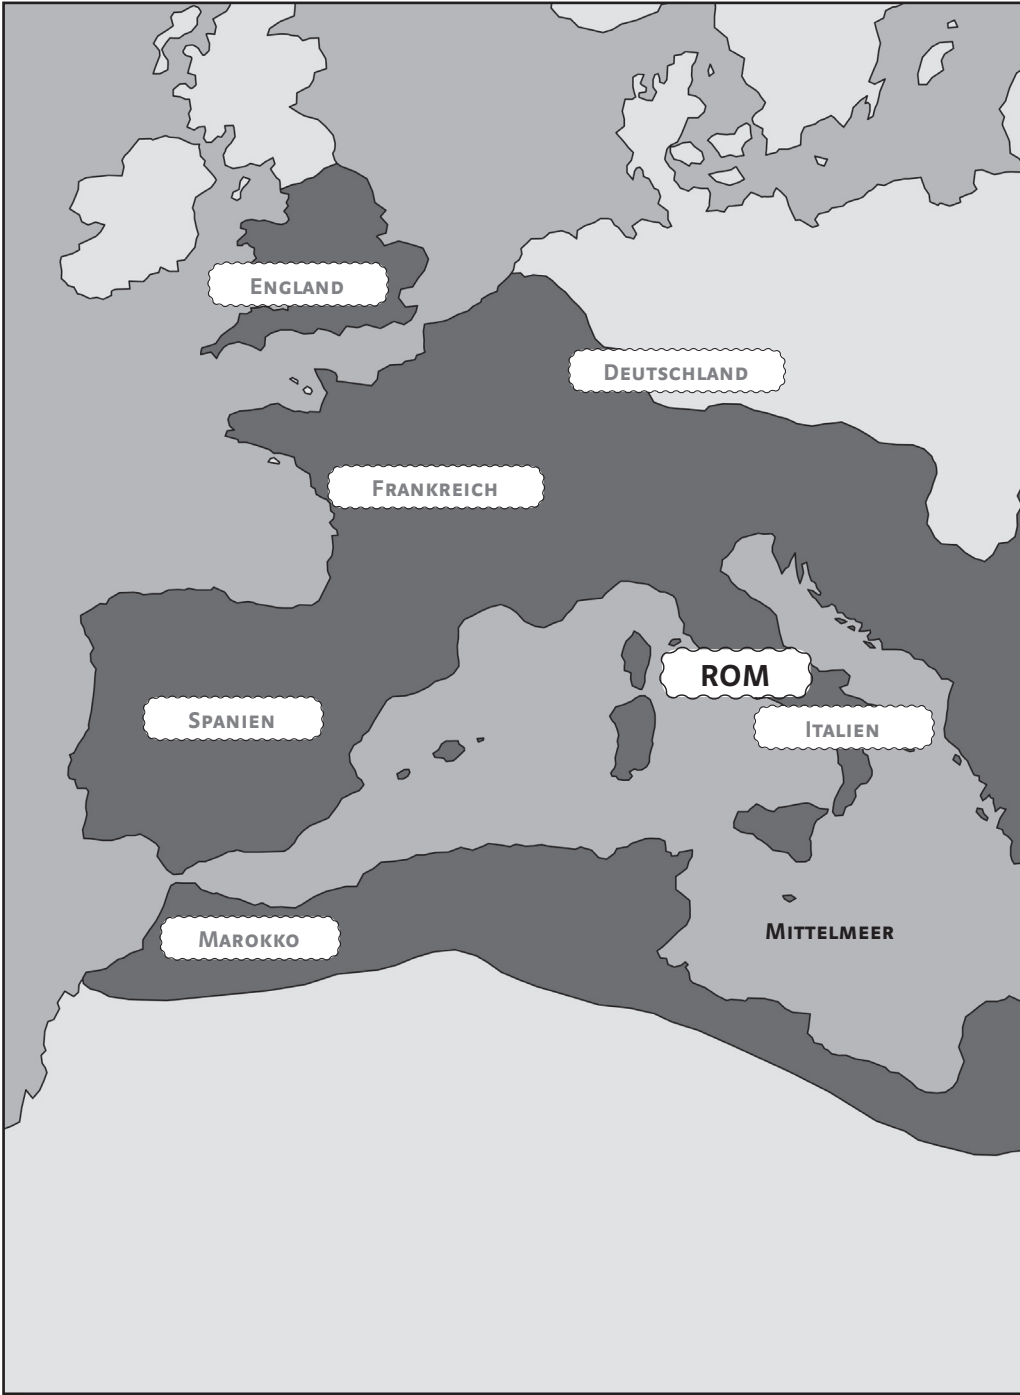 England
Deutschland
Frankreich
ROM
Spanien
Italien
Mittelmeer
Marokko